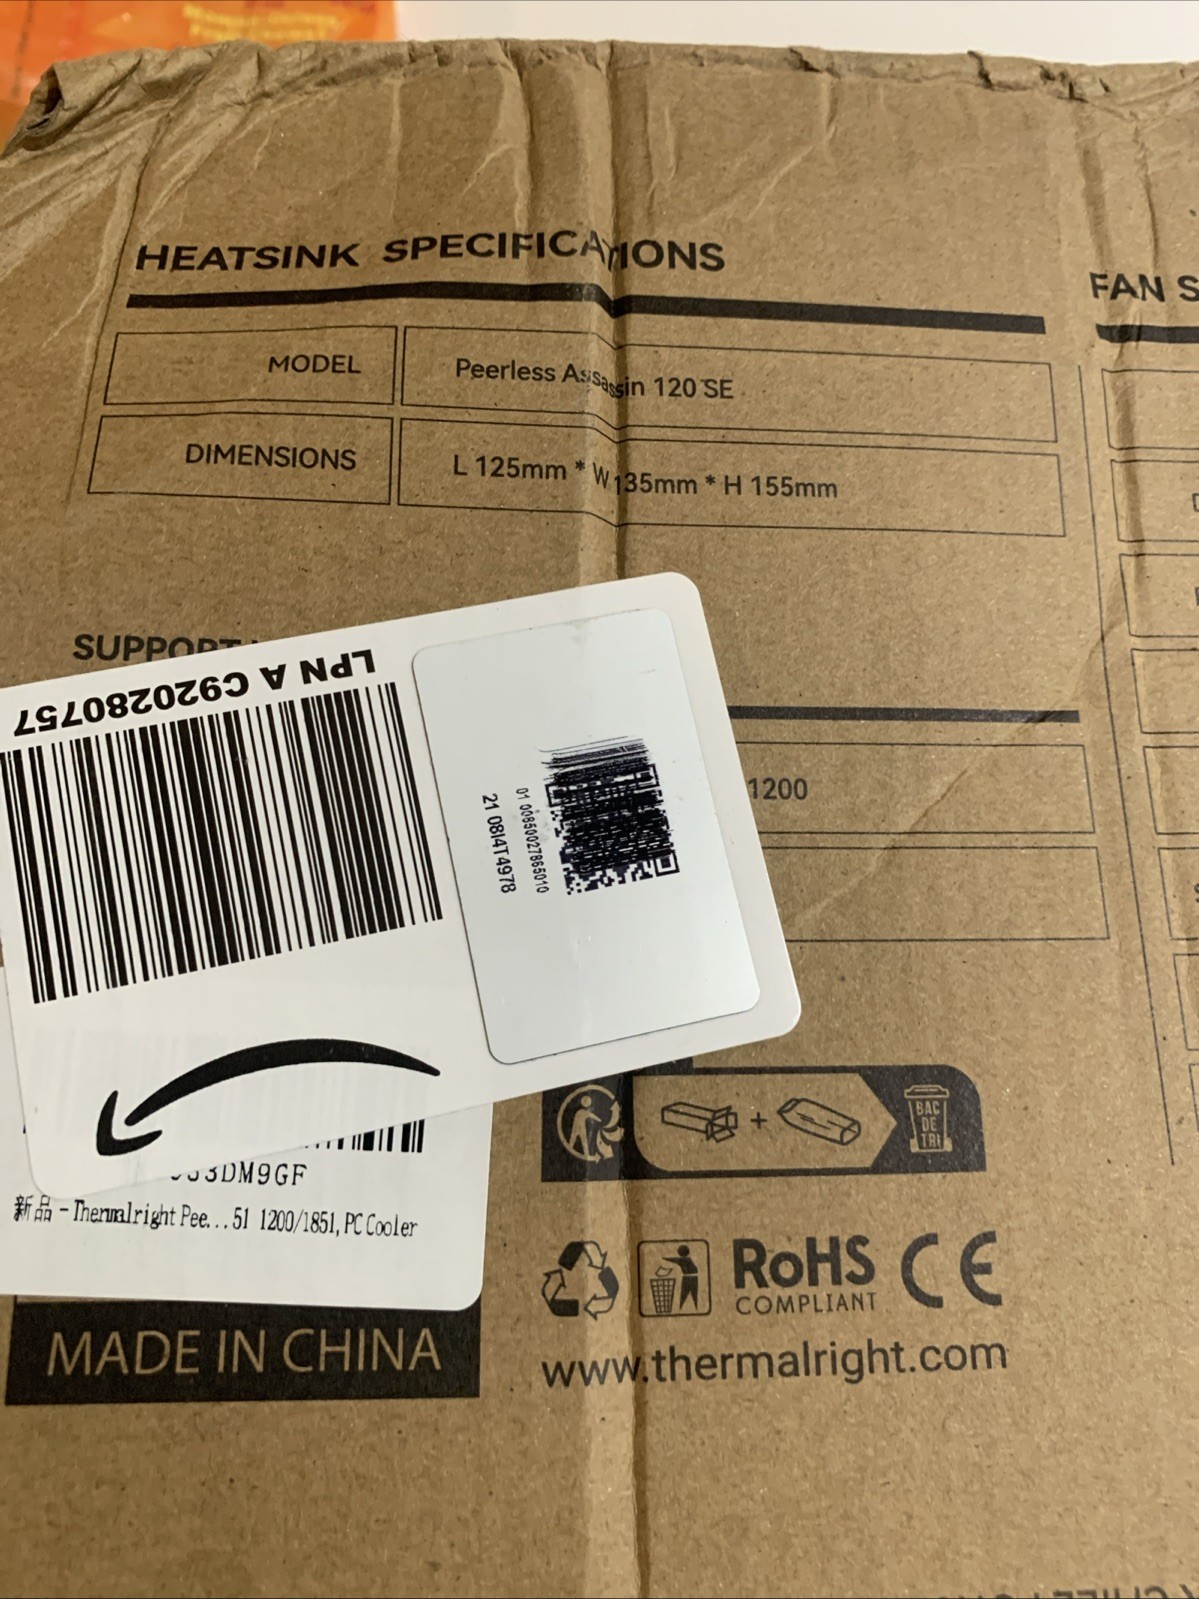 HEATSINK SPECIFICATIONS
MODEL
Peerless Assassin 120 SE
DIMENSIONS
L 125mm * W 135mm * H 155mm
FAN S
SUPPORT
1200
LPN A C920280757
01 00850027865010
21 08I4T4978
33DM9GF
新品 - Thermalright Pee...51 1200/1851, PC Cooler
MADE IN CHINA
BAC
DE
TRI
RoHS
COMPLIANT
CE
www.thermalright.com